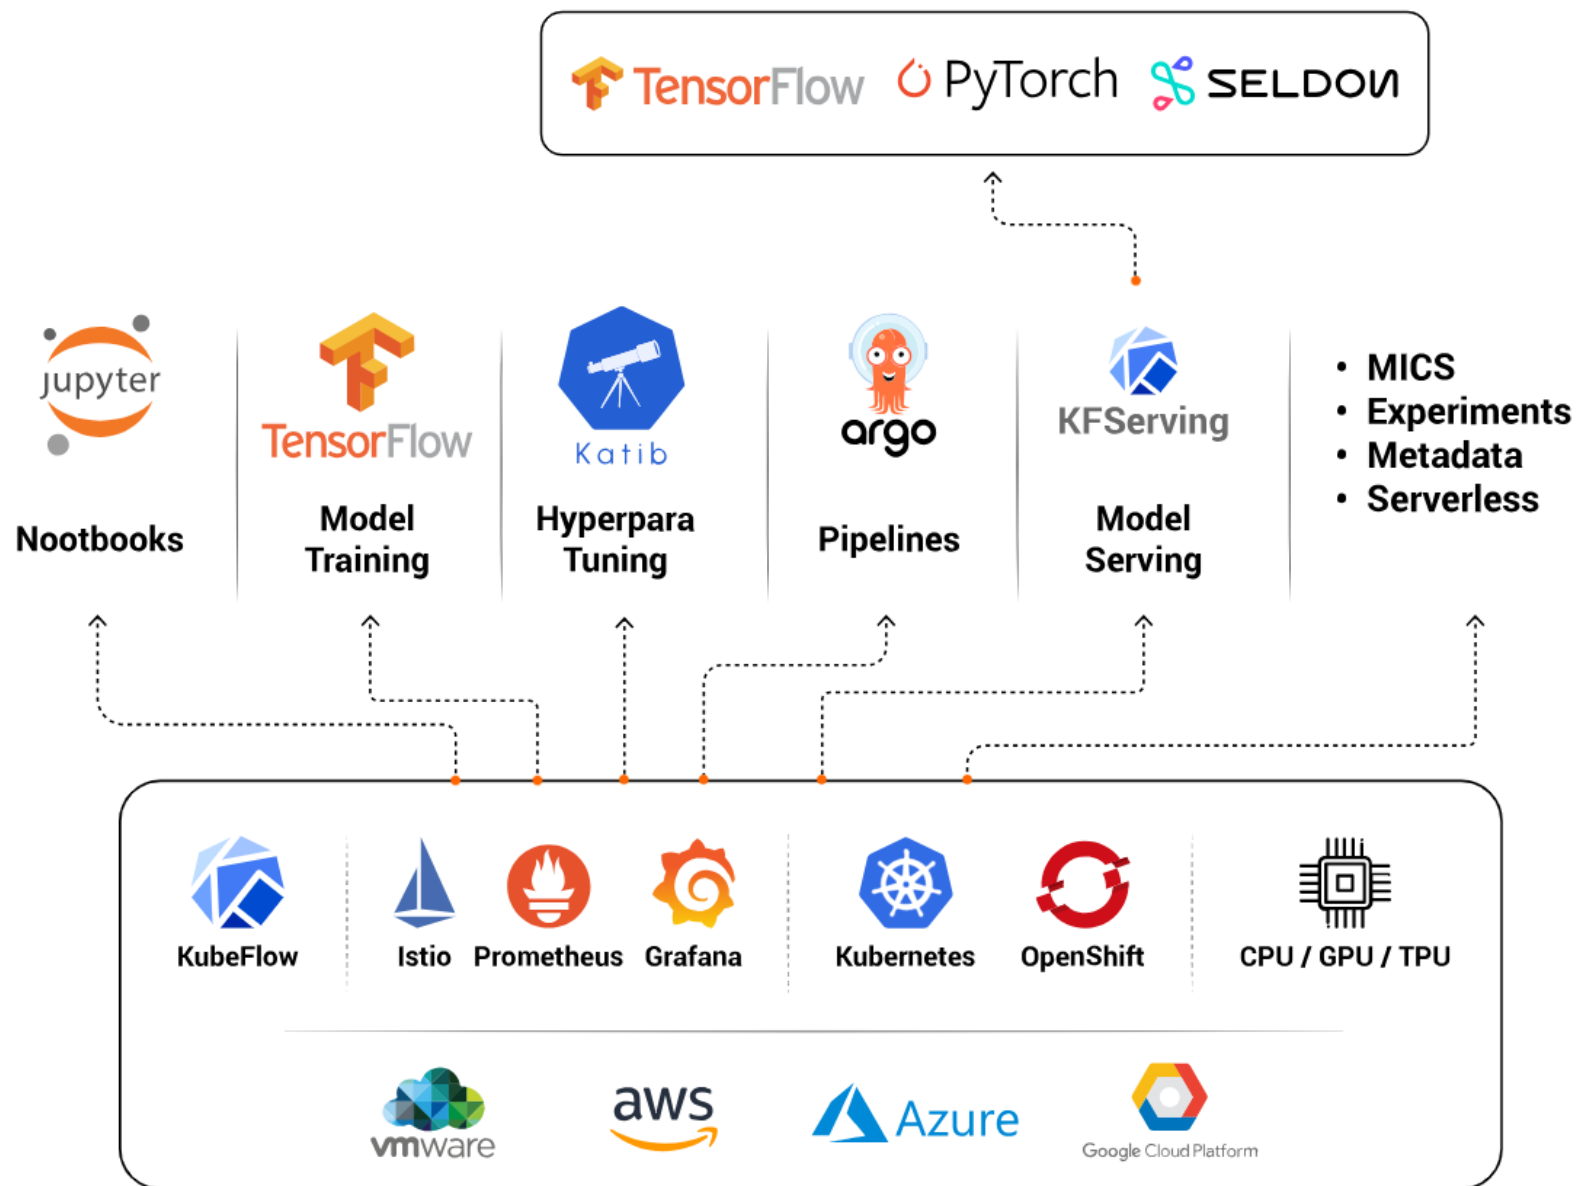 TensorFlow PyTorch SELDON
jupyter
Nootbooks
TensorFlow
Model
Training
Katib
Hyperpara
Tuning
argo
Pipelines
KFServing
Model
Serving
• MICS
• Experiments
• Metadata
• Serverless
KubeFlow
Istio Prometheus Grafana
Kubernetes OpenShift
CPU / GPU / TPU
vmware
aws
Azure
Google Cloud Platform